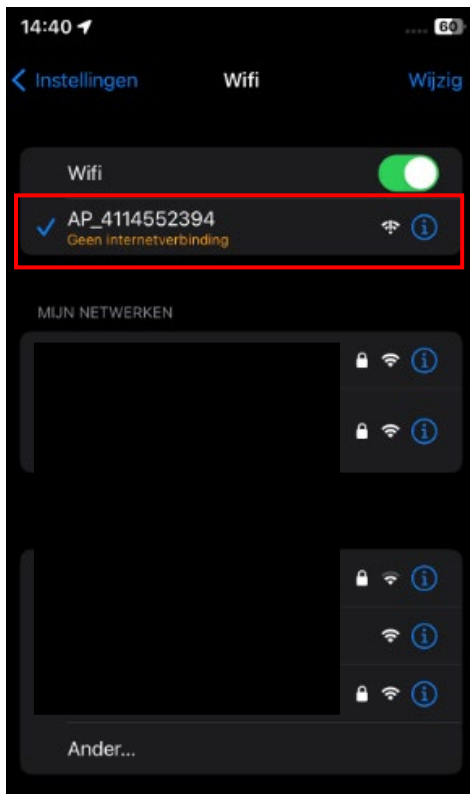 14:40
60
Instellingen
Wifi
Wijzig
Wifi
AP_4114552394
Geen internetverbinding
MIJN NETWERKEN
Ander...